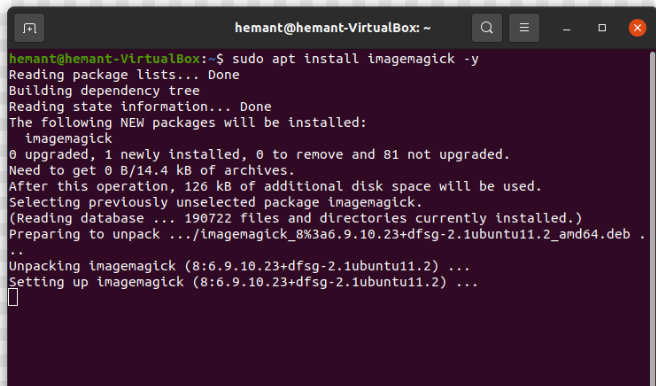 hemant@hemant-VirtualBox: ~
hemant@hemant-VirtualBox:~$ sudo apt install imagemagick -y
Reading package lists... Done
Building dependency tree
Reading state information... Done
The following NEW packages will be installed:
  imagemagick
0 upgraded, 1 newly installed, 0 to remove and 81 not upgraded.
Need to get 0 B/14.4 kB of archives.
After this operation, 126 kB of additional disk space will be used.
Selecting previously unselected package imagemagick.
(Reading database ... 190722 files and directories currently installed.)
Preparing to unpack .../imagemagick_8%3a6.9.10.23+dfsg-2.1ubuntu11.2_amd64.deb .
..
Unpacking imagemagick (8:6.9.10.23+dfsg-2.1ubuntu11.2) ...
Setting up imagemagick (8:6.9.10.23+dfsg-2.1ubuntu11.2) ...